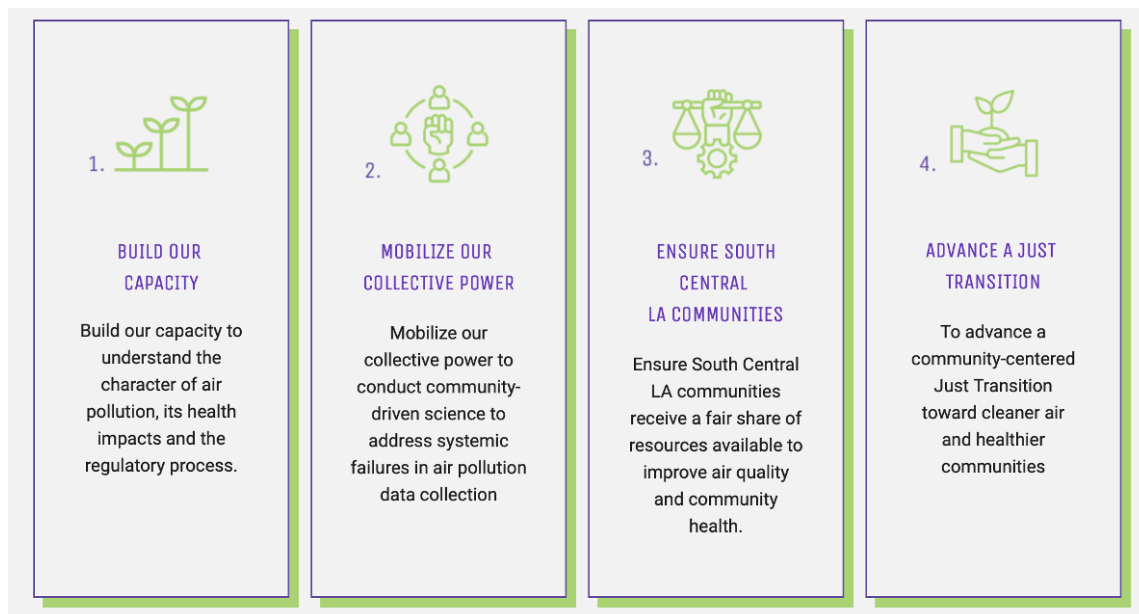 1.
BUILD OUR
CAPACITY
Build our capacity to
understand the
character of air
pollution, its health
impacts and the
regulatory process.
2.
MOBILIZE OUR
COLLECTIVE POWER
Mobilize our
collective power to
conduct community-
driven science to
address systemic
failures in air pollution
data collection
3.
ENSURE SOUTH
CENTRAL
LA COMMUNITIES
Ensure South Central
LA communities
receive a fair share of
resources available to
improve air quality
and community
health.
4.
ADVANCE A JUST
TRANSITION
To advance a
community-centered
Just Transition
toward cleaner air
and healthier
communities